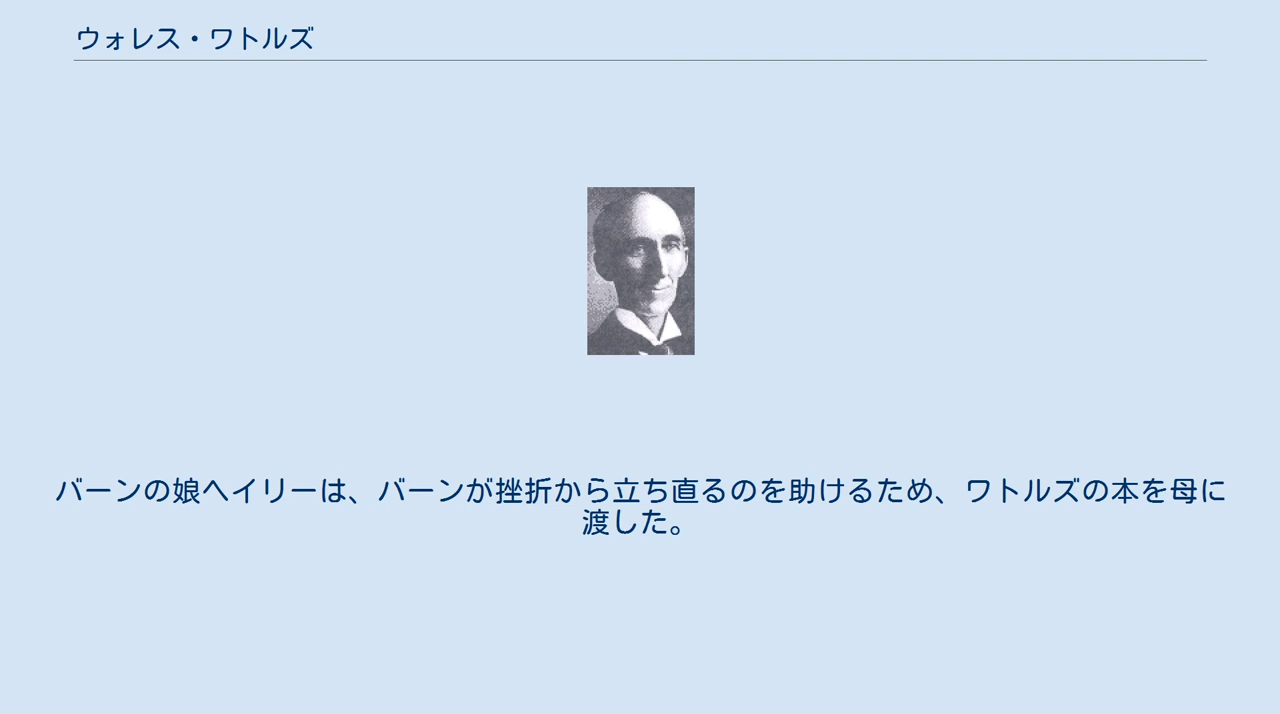 ウォレス・ワトルズ
バーンの娘ヘイリーは、バーンが挫折から立ち直るのを助けるため、ワトルズの本を母に
渡した。